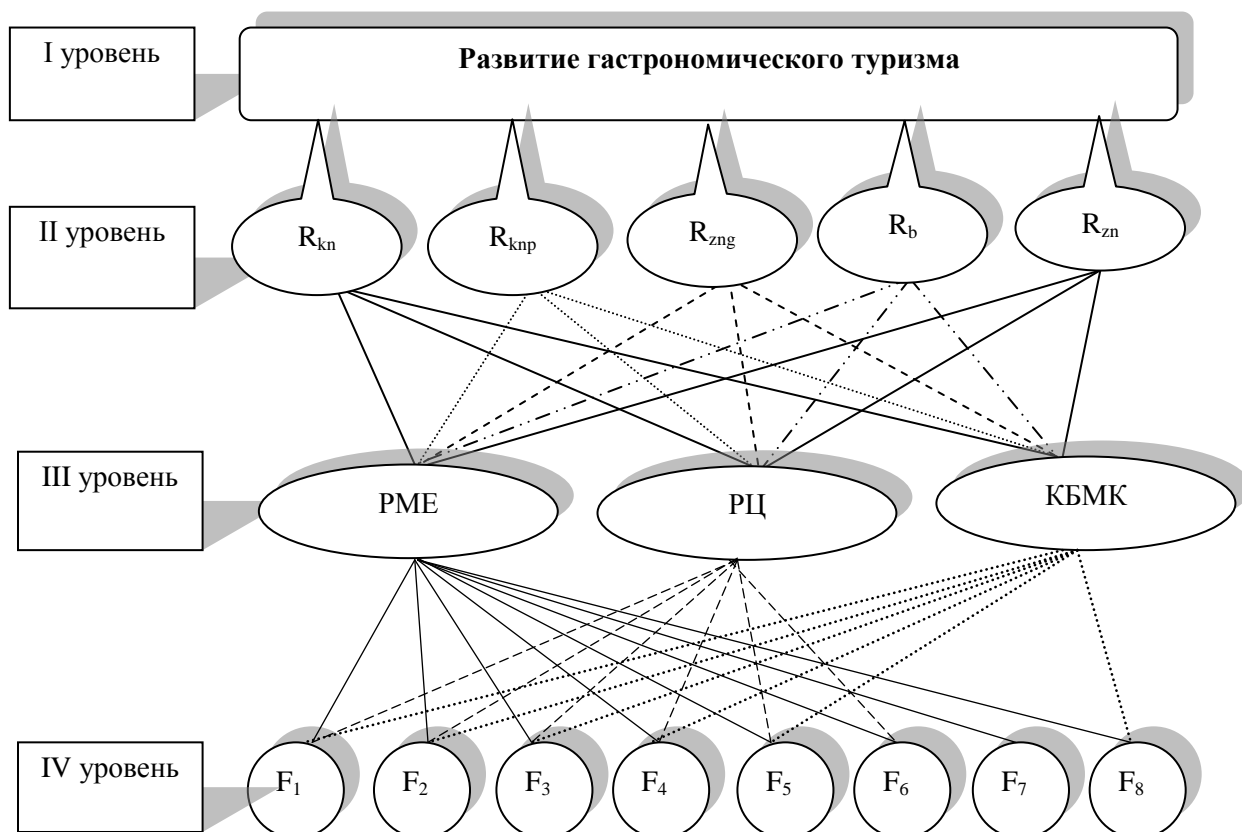 I уровень
Развитие гастрономического туризма
II уровень
R_kn
R_knp
R_zng
R_b
R_zn
III уровень
РМЕ
РЦ
КБМК
IV уровень
F₁
F₂
F₃
F₄
F₅
F₆
F₇
F₈